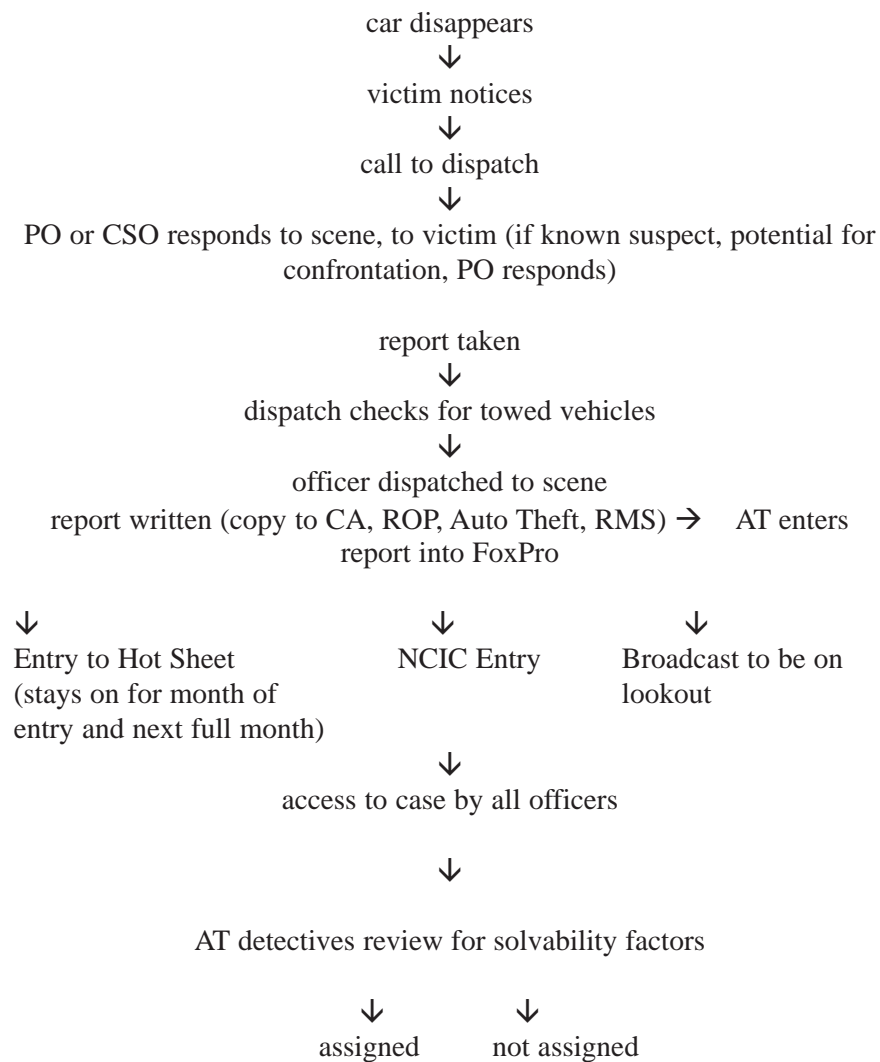 car disappears
↓
victim notices
↓
call to dispatch
↓
PO or CSO responds to scene, to victim (if known suspect, potential for
confrontation, PO responds)
report taken
↓
dispatch checks for towed vehicles
↓
officer dispatched to scene
report written (copy to CA, ROP, Auto Theft, RMS) → AT enters
report into FoxPro
↓ ↓ ↓
Entry to Hot Sheet NCIC Entry Broadcast to be on
(stays on for month of lookout
entry and next full month)
↓
access to case by all officers
↓
AT detectives review for solvability factors
↓ ↓
assigned not assigned